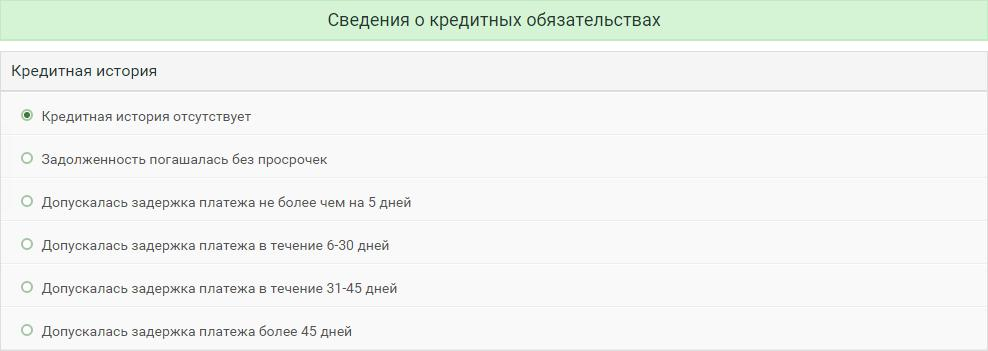 Сведения о кредитных обязательствах
Кредитная история
Кредитная история отсутствует
Задолженность погашалась без просрочек
Допускалась задержка платежа не более чем на 5 дней
Допускалась задержка платежа в течение 6-30 дней
Допускалась задержка платежа в течение 31-45 дней
Допускалась задержка платежа более 45 дней